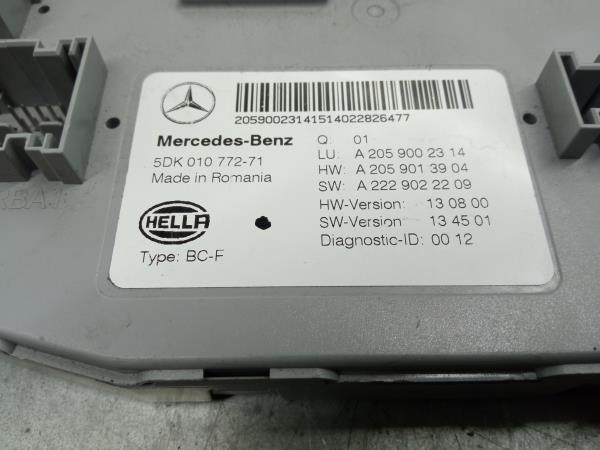 20590023141514022826477
Mercedes-Benz
5DK 010 772-71
Made in Romania
HELLA
Type: BC-F
Q: 01
LU: A 205 900 23 14
HW: A 205 901 39 04
SW: A 222 902 22 09
HW-Version: 13 08 00
SW-Version: 13 45 01
Diagnostic-ID: 00 12